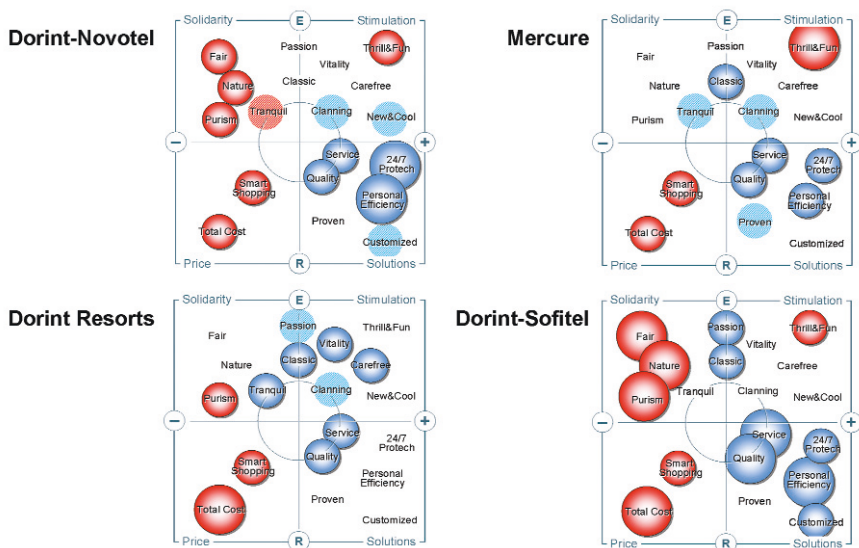 Dorint-Novotel
Solidarity
E
Stimulation
Fair
Passion
Thrill&Fun
Vitality
Nature
Classic
Carefree
Purism
Tranquil
Clanning
New&Cool
−
+
Service
24/7
Protech
Quality
Smart
Shopping
Personal
Efficiency
Proven
Total Cost
Customized
Price
R
Solutions
Mercure
Solidarity
E
Stimulation
Fair
Passion
Thrill&Fun
Vitality
Nature
Classic
Carefree
Purism
Tranquil
Clanning
New&Cool
−
+
Service
24/7
Protech
Quality
Smart
Shopping
Personal
Efficiency
Proven
Total Cost
Customized
Price
R
Solutions
Dorint Resorts
Solidarity
E
Stimulation
Fair
Passion
Thrill&Fun
Vitality
Nature
Classic
Carefree
Purism
Tranquil
Clanning
New&Cool
−
+
Service
24/7
Protech
Quality
Smart
Shopping
Personal
Efficiency
Proven
Total Cost
Customized
Price
R
Solutions
Dorint-Sofitel
Solidarity
E
Stimulation
Fair
Passion
Thrill&Fun
Vitality
Nature
Classic
Carefree
Purism
Tranquil
Clanning
New&Cool
−
+
Service
24/7
Protech
Quality
Smart
Shopping
Personal
Efficiency
Proven
Total Cost
Customized
Price
R
Solutions